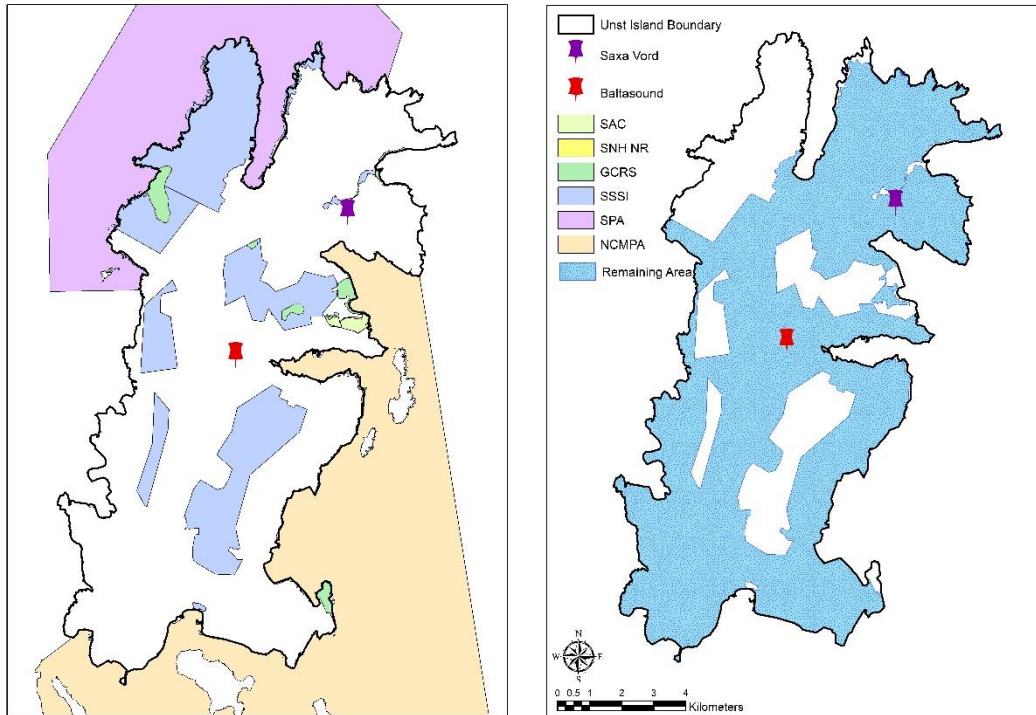 Unst Island Boundary
Saxa Vord
Baltasound
SAC
SNH NR
GCRS
SSSI
SPA
NCMPA
Remaining Area
N
W E
S
0 0.5 1 2 3 4
Kilometers